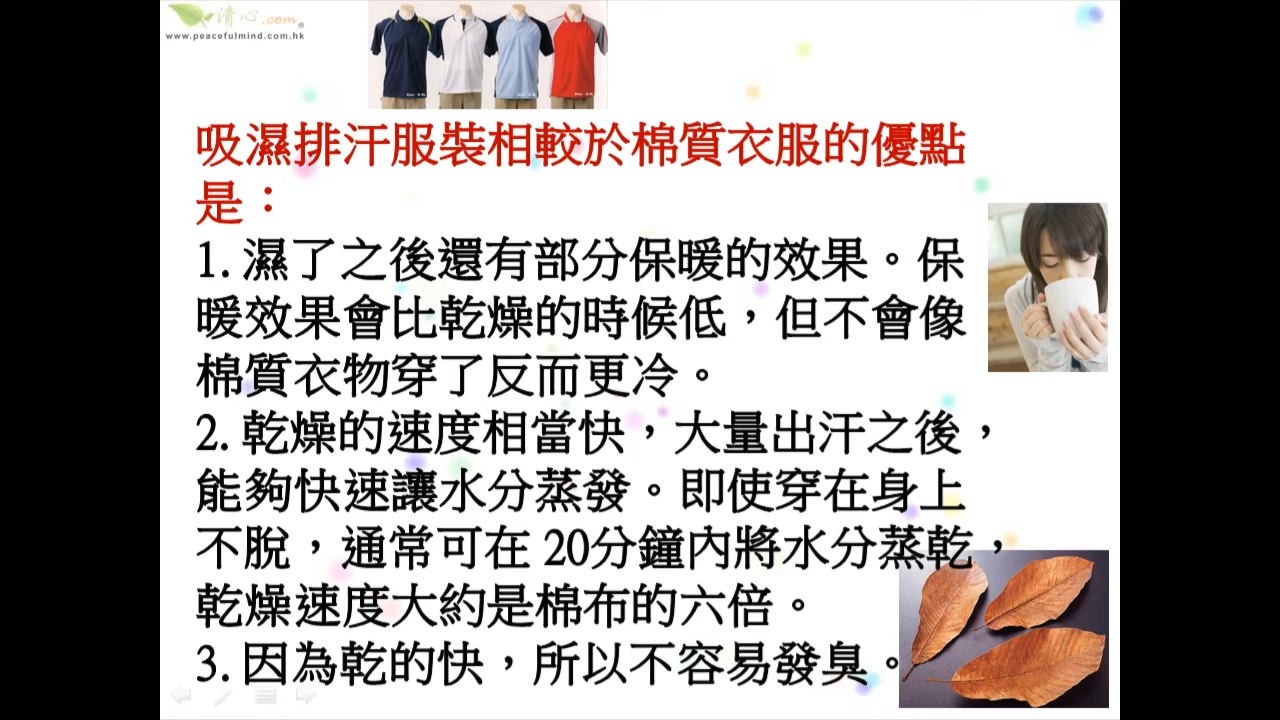 清心.com®
www.peacefulmind.com.hk
吸濕排汗服裝相較於棉質衣服的優點
是：
1. 濕了之後還有部分保暖的效果。保
暖效果會比乾燥的時候低，但不會像
棉質衣物穿了反而更冷。
2. 乾燥的速度相當快，大量出汗之後，
能夠快速讓水分蒸發。即使穿在身上
不脫，通常可在 20分鐘內將水分蒸乾，
乾燥速度大約是棉布的六倍。
3. 因為乾的快，所以不容易發臭。